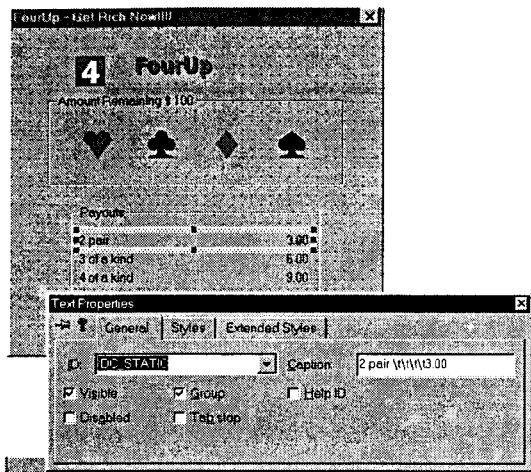 FourUp - Get Rich Now!!!!
4 FourUp
Amount Remaining $ 100
Payouts
2 pair 3.00
3 of a kind 6.00
4 of a kind 9.00
Text Properties
General Styles Extended Styles
ID: IDC_STATIC Caption: 2 pair \t\t\t\t3.00
Visible Group Help ID
Disabled Tab stop